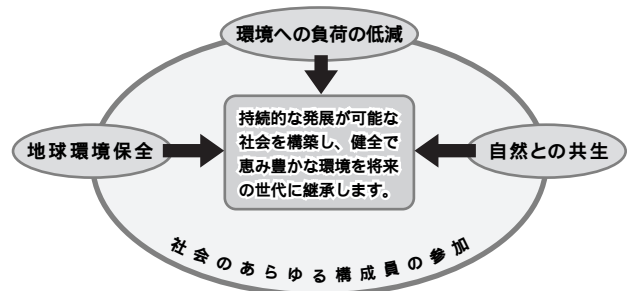 環境への負荷の低減
持続的な発展が可能な
社会を構築し、健全で
恵み豊かな環境を将来
の世代に継承します。
地球環境保全
自然との共生
社会のあらゆる構成員の参加